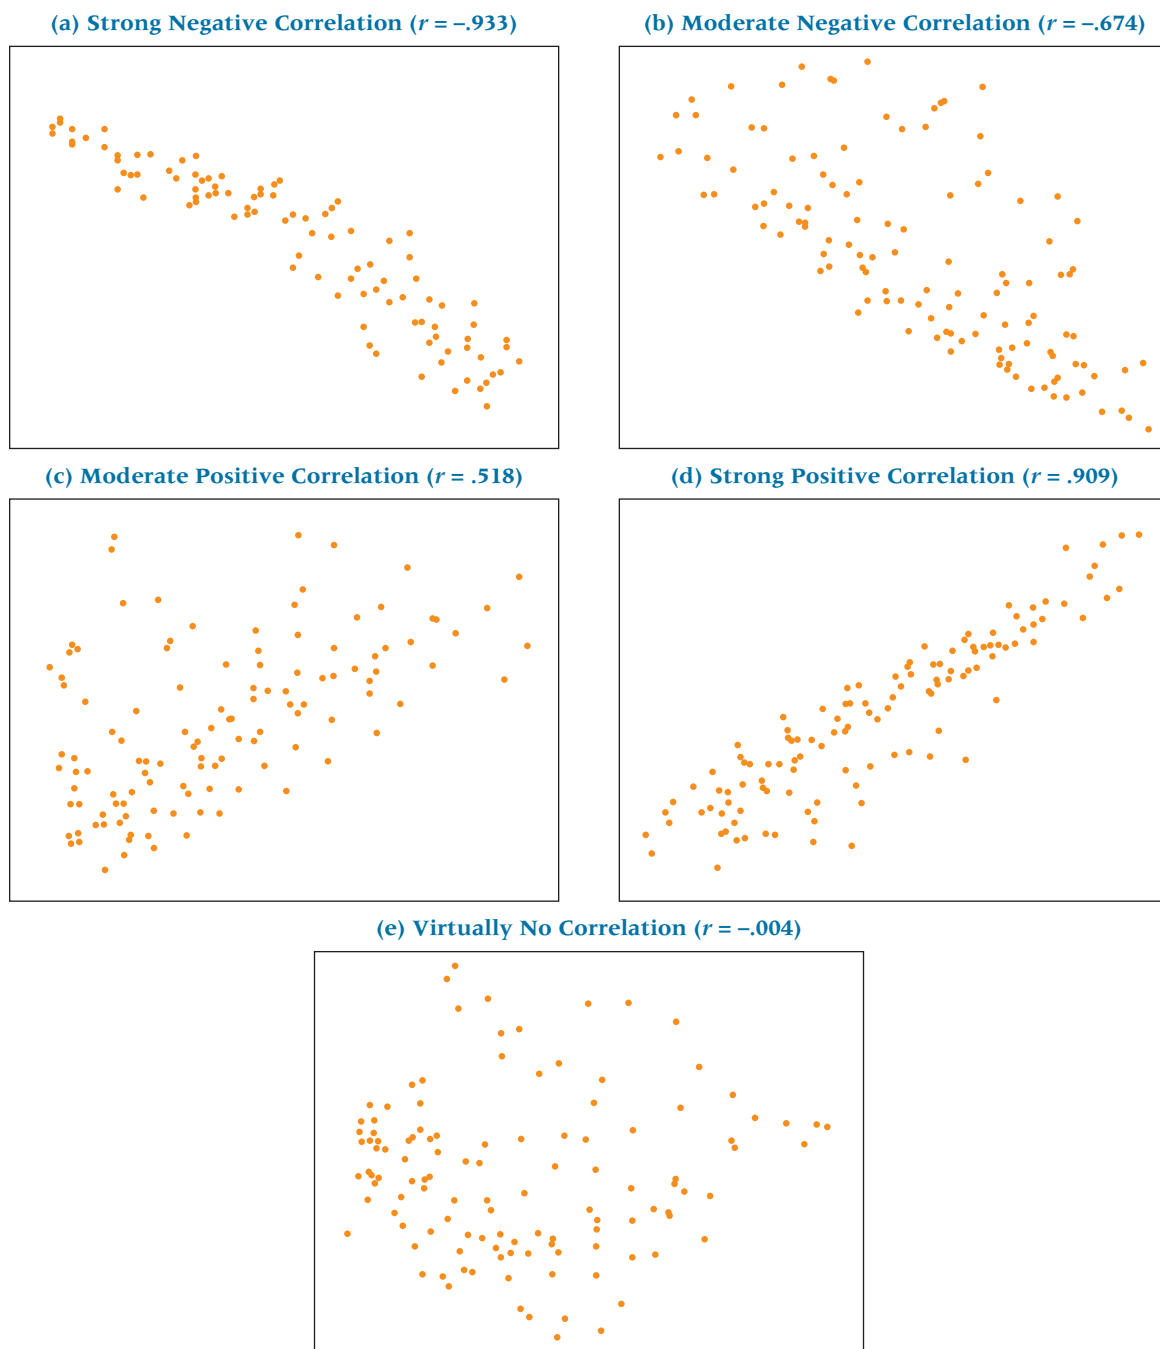 (a) Strong Negative Correlation (r = –.933)
(b) Moderate Negative Correlation (r = –.674)
(c) Moderate Positive Correlation (r = .518)
(d) Strong Positive Correlation (r = .909)
(e) Virtually No Correlation (r = –.004)